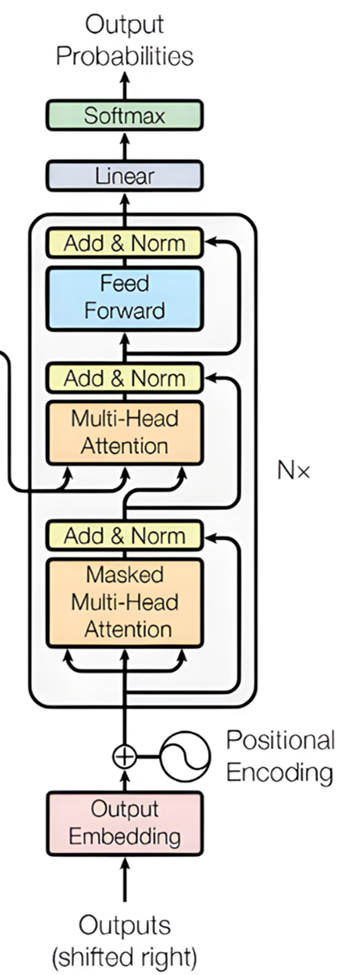 Output
Probabilities
Softmax
Linear
Add & Norm
Feed
Forward
Add & Norm
Multi-Head
Attention
N×
Add & Norm
Masked
Multi-Head
Attention
Positional
Encoding
Output
Embedding
Outputs
(shifted right)